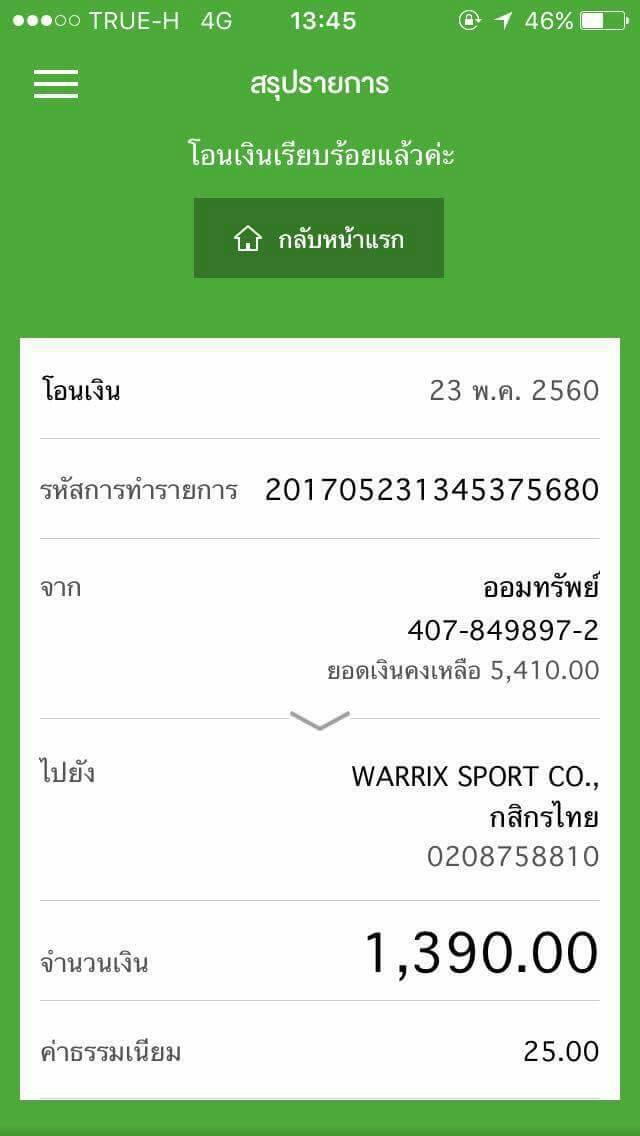 TRUE-H 4G 13:45 46%
สรุปรายการ
โอนเงินเรียบร้อยแล้วค่ะ
กลับหน้าแรก
โอนเงิน 23 พ.ค. 2560
รหัสการทำรายการ 201705231345375680
จาก ออมทรัพย์
407-849897-2
ยอดเงินคงเหลือ 5,410.00
ไปยัง WARRIX SPORT CO.,
กสิกรไทย
0208758810
จำนวนเงิน 1,390.00
ค่าธรรมเนียม 25.00